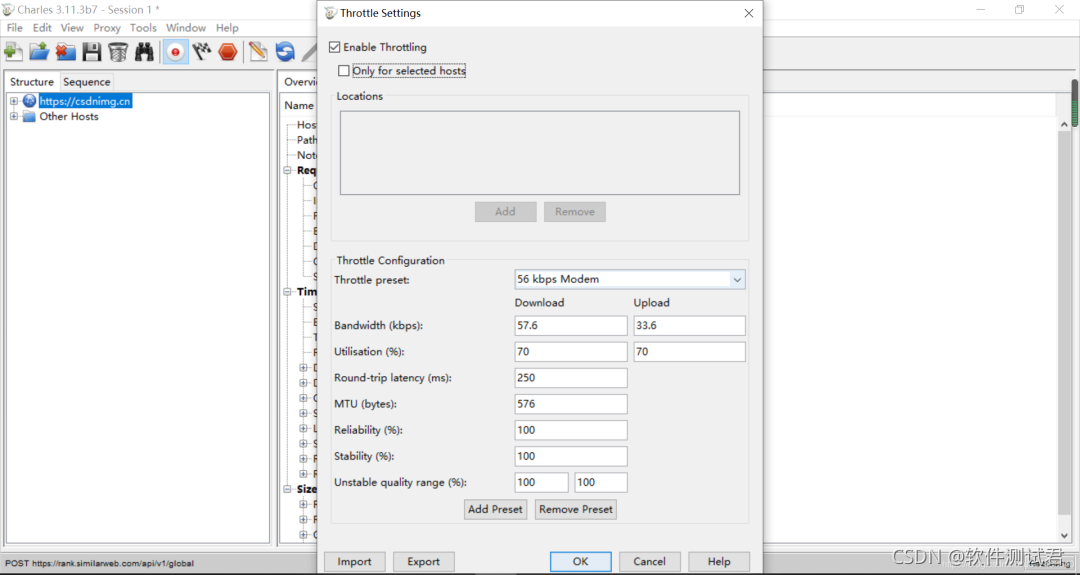 Charles 3.11.3b7 - Session 1 *
File Edit View Proxy Tools Window Help
Structure Sequence
https://csdnimg.cn
Other Hosts
Overvi
Name
Hos
Path
Not
Req
Tim
Size
Throttle Settings
Enable Throttling
Only for selected hosts
Locations
Add Remove
Throttle Configuration
Throttle preset: 56 kbps Modem
Download Upload
Bandwidth (kbps): 57.6 33.6
Utilisation (%): 70 70
Round-trip latency (ms): 250
MTU (bytes): 576
Reliability (%): 100
Stability (%): 100
Unstable quality range (%): 100 100
Add Preset Remove Preset
Import Export OK Cancel Help
POST https://rank.similarweb.com/api/v1/global
CSDN @软件测试君